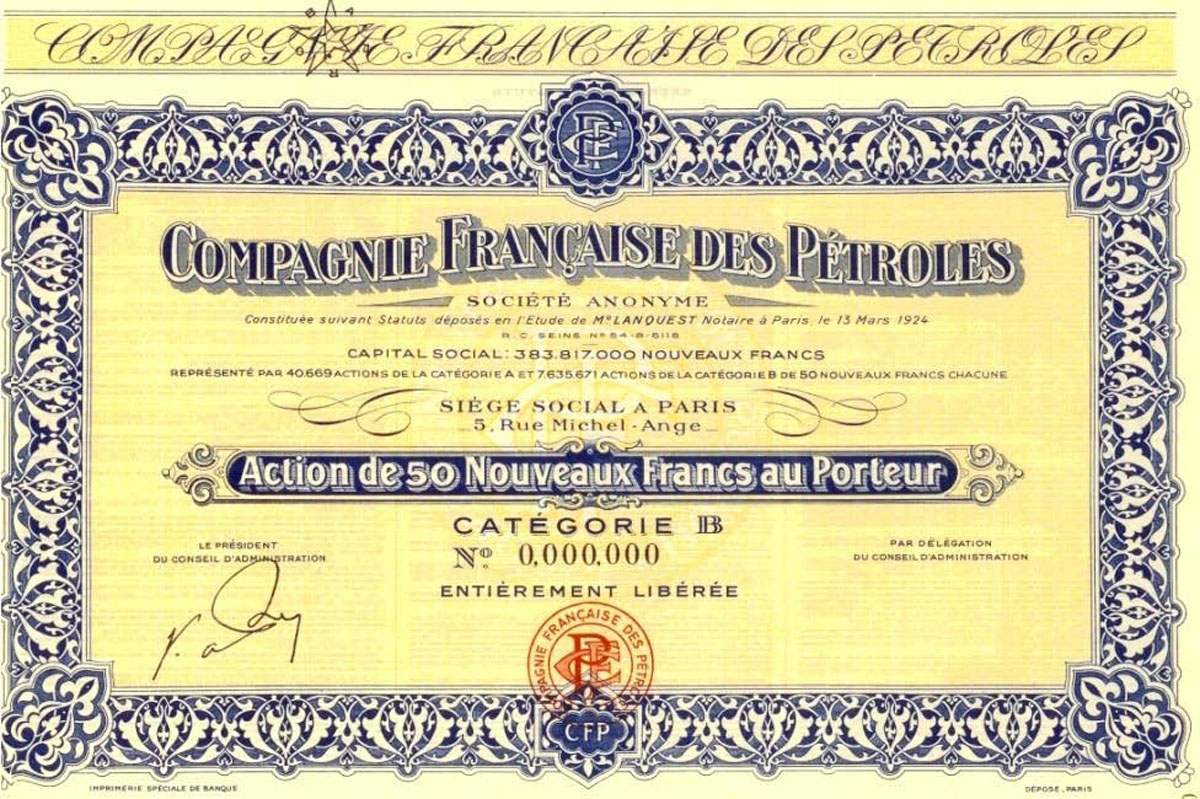 COMPAGNIE FRANÇAISE DES PÉTROLES
COMPAGNIE FRANÇAISE DES PÉTROLES
SOCIÉTÉ ANONYME
Constituée suivant Statuts déposés en l'Etude de Mᵉ LANQUEST Notaire à Paris, le 13 Mars 1924
R.C. SEINE Nº 54-B-5118
CAPITAL SOCIAL: 383.817.000 NOUVEAUX FRANCS
REPRÉSENTÉ PAR 40.669 ACTIONS DE LA CATÉGORIE A ET 7.635.671 ACTIONS DE LA CATÉGORIE B DE 50 NOUVEAUX FRANCS CHACUNE
SIÈGE SOCIAL A PARIS
5, Rue Michel-Ange
Action de 50 Nouveaux Francs au Porteur
CATÉGORIE B
Nº 0,000,000
ENTIÈREMENT LIBÉRÉE
LE PRÉSIDENT
DU CONSEIL D'ADMINISTRATION
PAR DÉLÉGATION
DU CONSEIL D'ADMINISTRATION
COMPAGNIE FRANÇAISE DES PÉTROLES
CFP
IMPRIMERIE SPÉCIALE DE BANQUE
DÉPOSÉ, PARIS